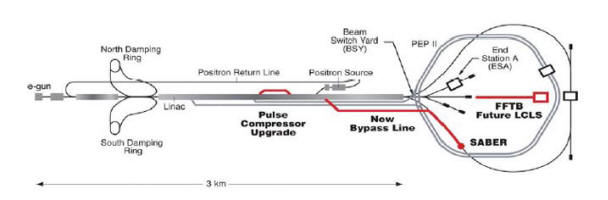 North Damping
Ring
e-gun
Positron Return Line
Positron Source
Beam
Switch Yard
(BSY)
PEP II
End
Station A
(ESA)
Linac
Pulse
Compressor
Upgrade
New
Bypass Line
FFTB
Future LCLS
SABER
South Damping
Ring
3 km